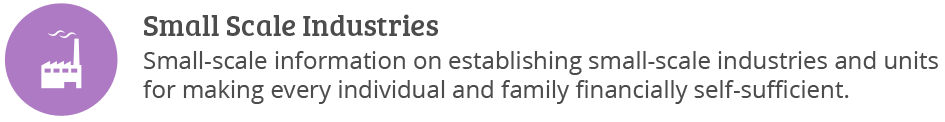 Small Scale Industries
Small-scale information on establishing small-scale industries and units
for making every individual and family financially self-sufficient.